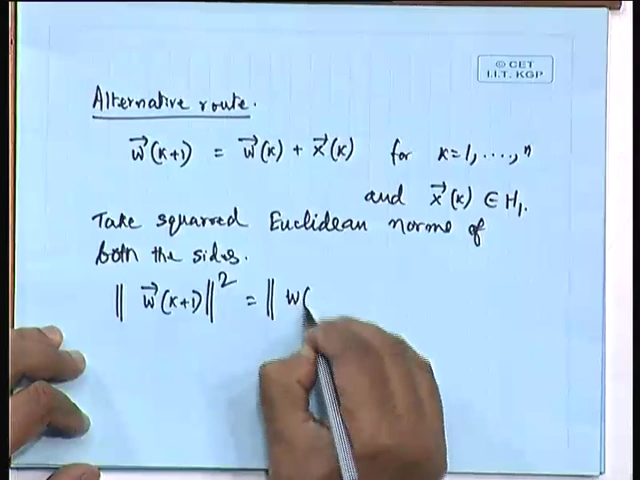 © CET
I.I.T. KGP
Alternative route.
w⃗(k+1) = w⃗(k) + x⃗(k) for k=1, ....., n
and x⃗(k) ∈ H₁.
Take squared Euclidean norms of
both the sides.
‖ w⃗(k+1)‖² = ‖ w(